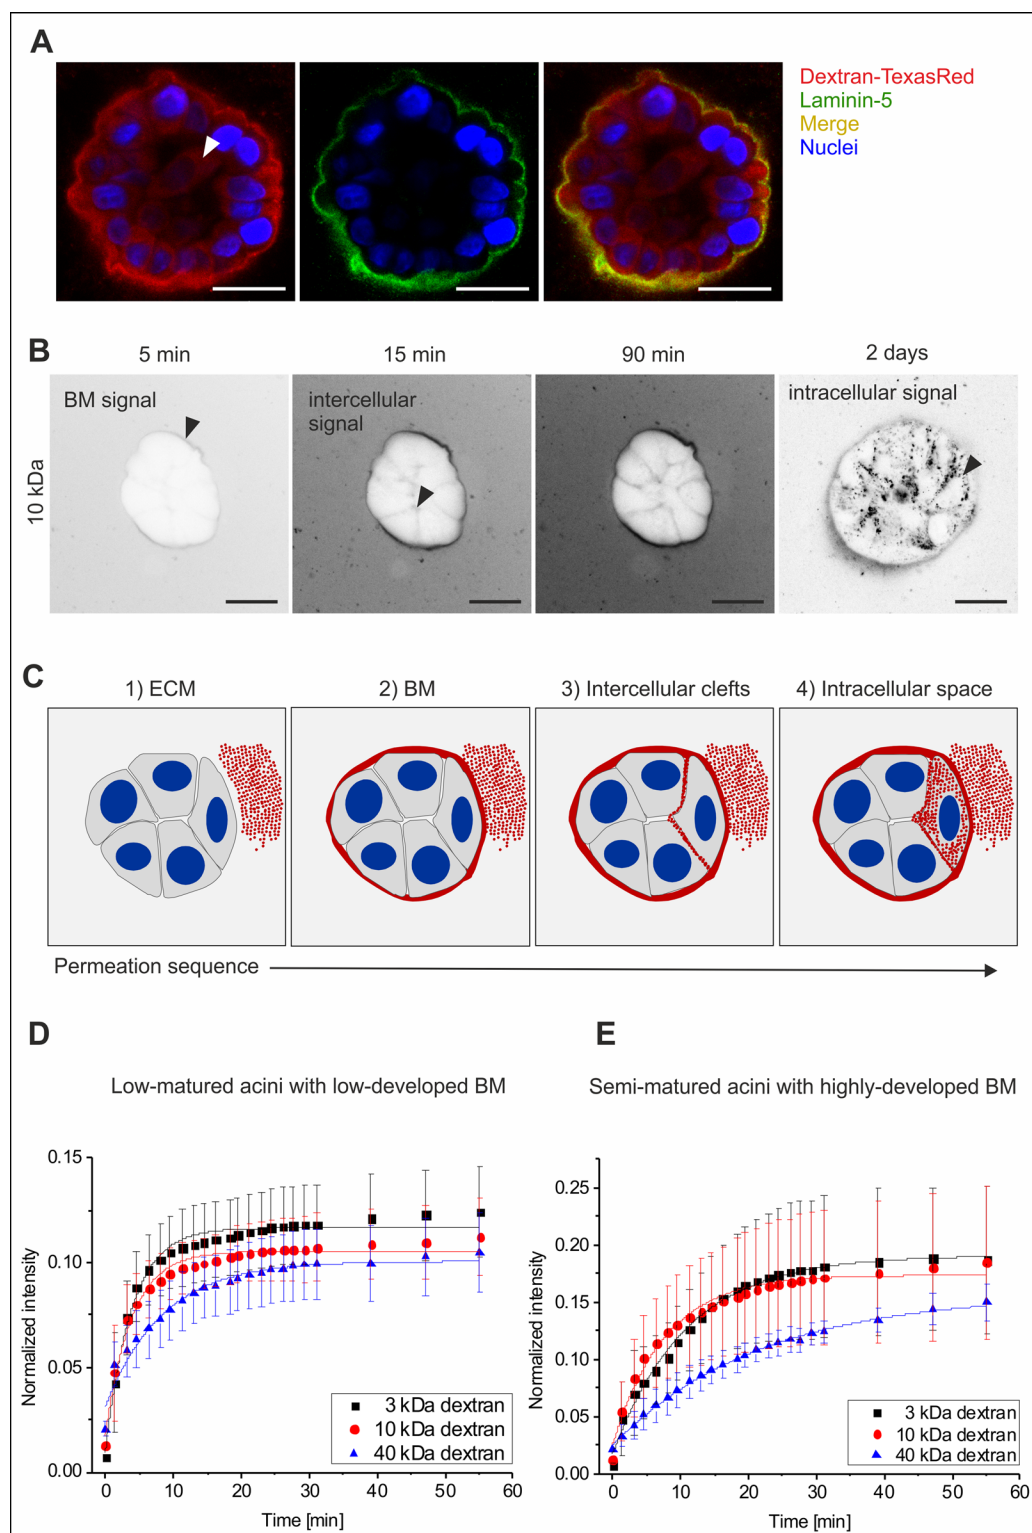 A
Dextran-TexasRed
Laminin-5
Merge
Nuclei
B
5 min
15 min
90 min
2 days
10 kDa
BM signal
intercellular
signal
intracellular signal
C
1) ECM
2) BM
3) Intercellular clefts
4) Intracellular space
Permeation sequence
D
Low-matured acini with low-developed BM
Normalized intensity
0.15
0.10
0.05
0.00
3 kDa dextran
10 kDa dextran
40 kDa dextran
0
10
20
30
40
50
60
Time [min]
E
Semi-matured acini with highly-developed BM
Normalized intensity
0.25
0.20
0.15
0.10
0.05
0.00
3 kDa dextran
10 kDa dextran
40 kDa dextran
0
10
20
30
40
50
60
Time [min]